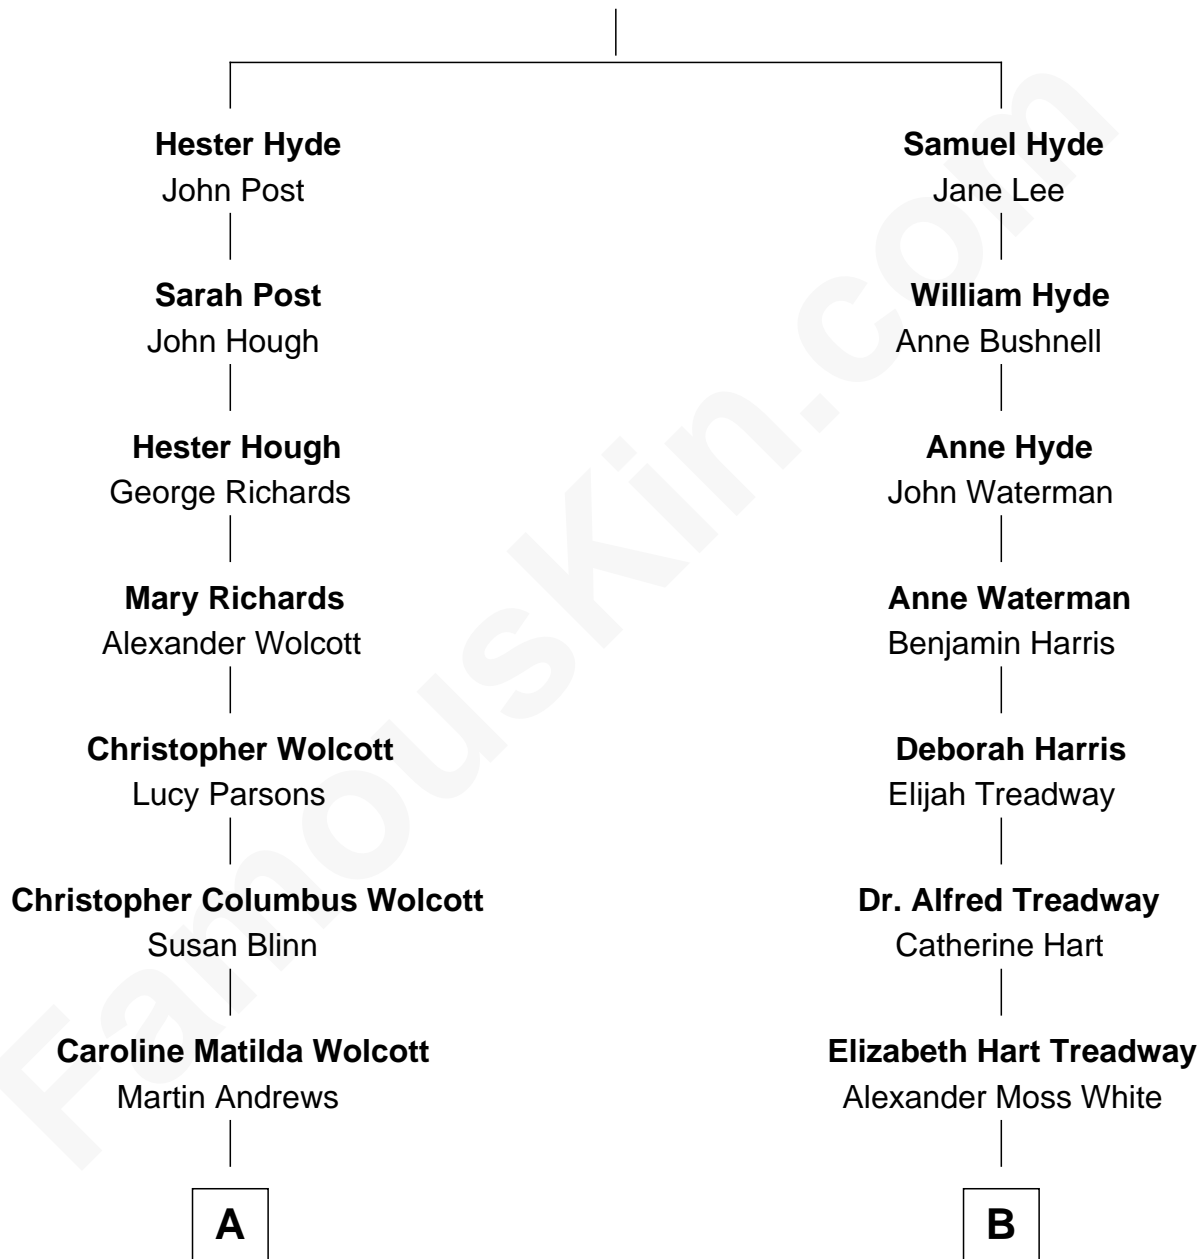 Hester Hyde
John Post
Samuel Hyde
Jane Lee
Sarah Post
John Hough
William Hyde
Anne Bushnell
Hester Hough
George Richards
Anne Hyde
John Waterman
Mary Richards
Alexander Wolcott
Anne Waterman
Benjamin Harris
Christopher Wolcott
Lucy Parsons
Deborah Harris
Elijah Treadway
Christopher Columbus Wolcott
Susan Blinn
Dr. Alfred Treadway
Catherine Hart
Caroline Matilda Wolcott
Martin Andrews
Elizabeth Hart Treadway
Alexander Moss White
A
B
FamousKin.com